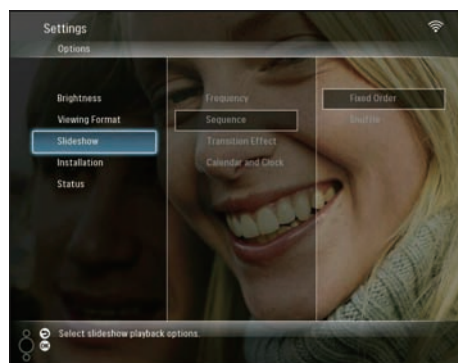 Settings
Options
Brightness
Viewing Format
Slideshow
Installation
Status
Frequency
Sequence
Transition Effect
Calendar and Clock
Fixed Order
Shuffle
Select slideshow playback options.
OK